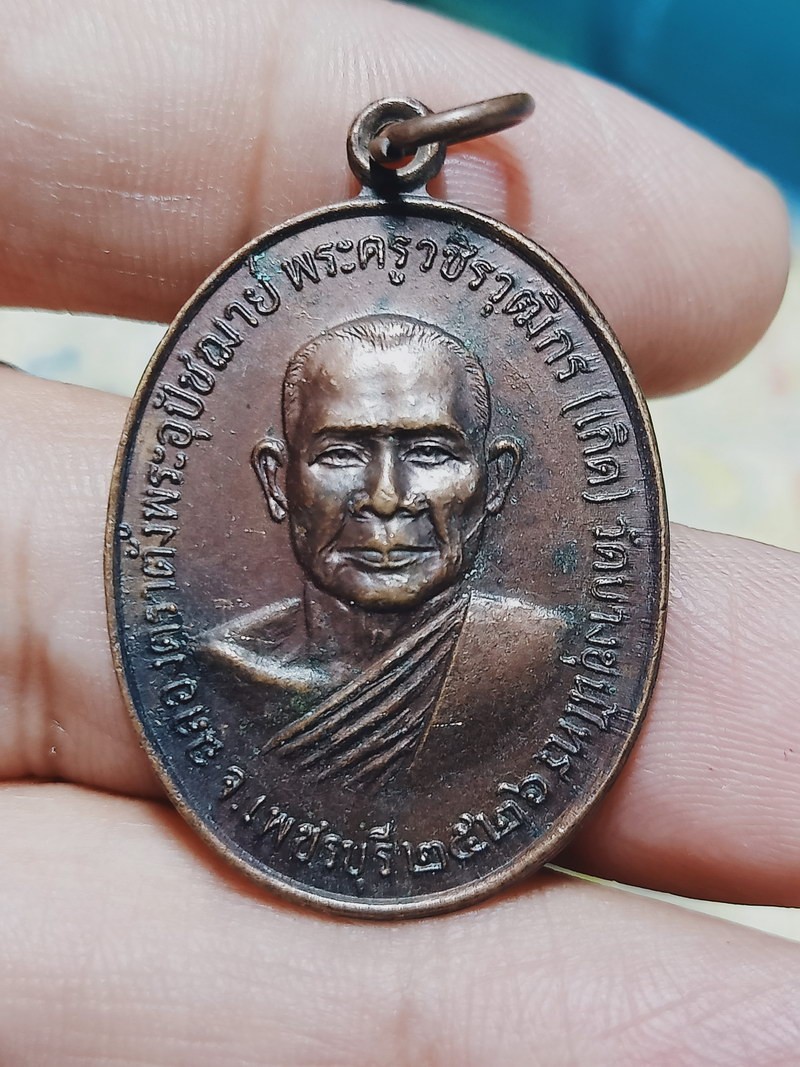 พระอุปัชฌาย์ พระครูวชิรวุฒิกร (เกิด) วัดบางขุนไทร
จ.เพชรบุรี ๒๕๒๖